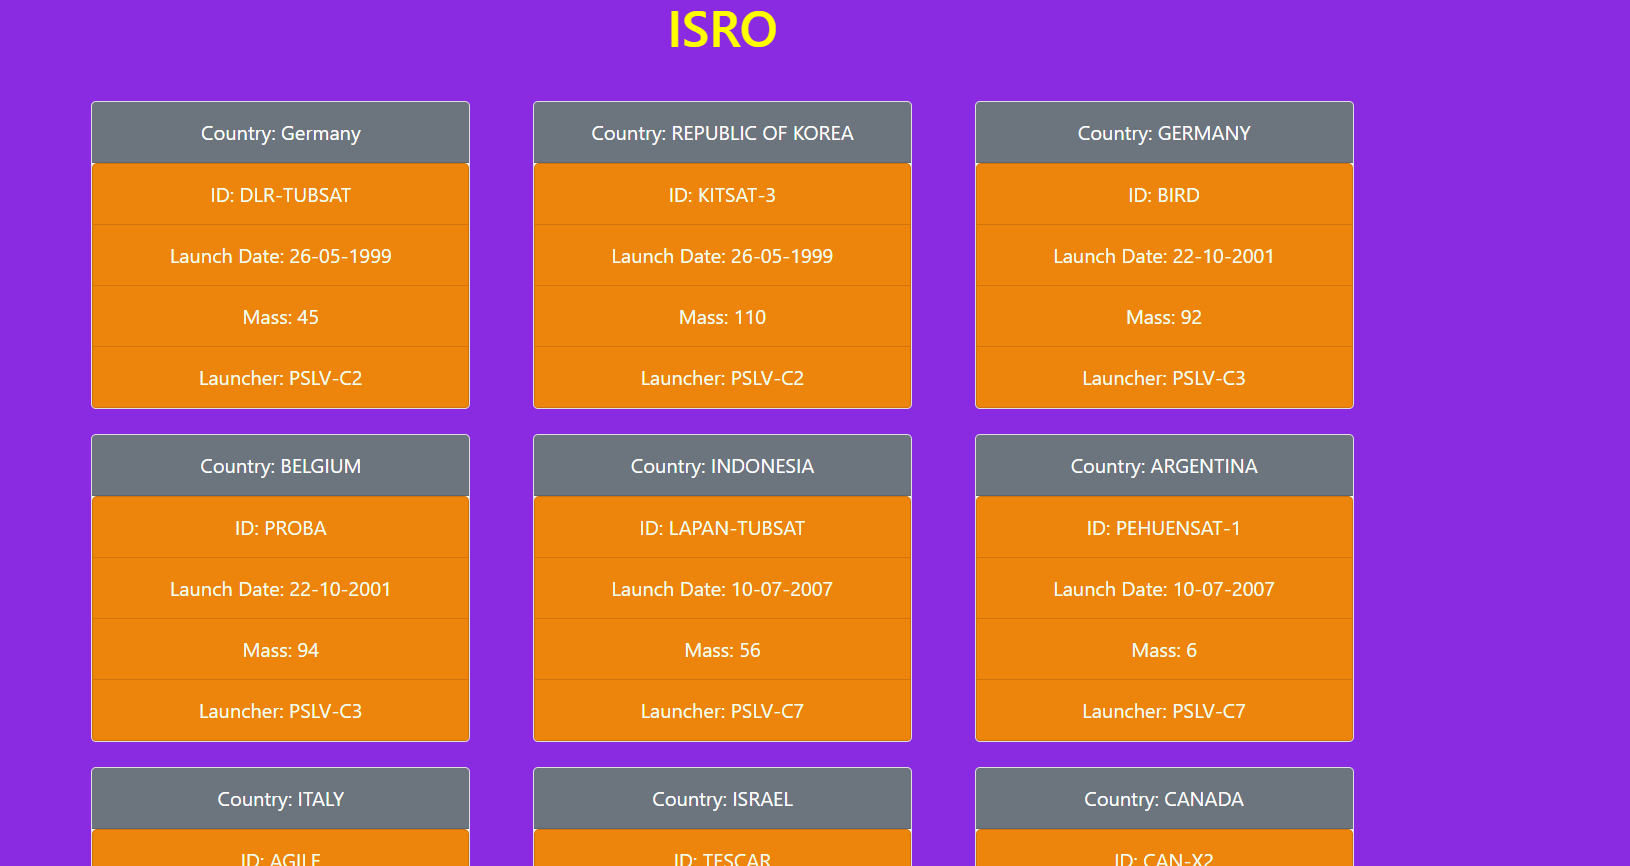 ISRO
Country: Germany
ID: DLR-TUBSAT
Launch Date: 26-05-1999
Mass: 45
Launcher: PSLV-C2
Country: REPUBLIC OF KOREA
ID: KITSAT-3
Launch Date: 26-05-1999
Mass: 110
Launcher: PSLV-C2
Country: GERMANY
ID: BIRD
Launch Date: 22-10-2001
Mass: 92
Launcher: PSLV-C3
Country: BELGIUM
ID: PROBA
Launch Date: 22-10-2001
Mass: 94
Launcher: PSLV-C3
Country: INDONESIA
ID: LAPAN-TUBSAT
Launch Date: 10-07-2007
Mass: 56
Launcher: PSLV-C7
Country: ARGENTINA
ID: PEHUENSAT-1
Launch Date: 10-07-2007
Mass: 6
Launcher: PSLV-C7
Country: ITALY
ID: AGILE
Country: ISRAEL
ID: TESCAR
Country: CANADA
ID: CAN-X2